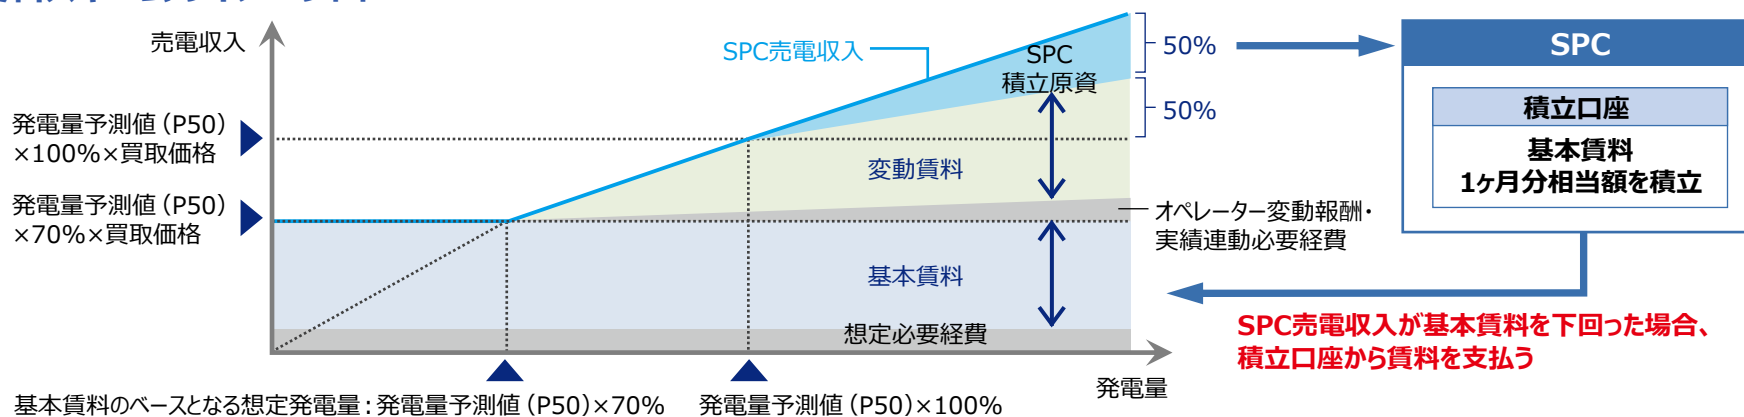 売電収入
SPC売電収入
SPC
積立原資
50%
50%
発電量予測値（P50）
×100%×買取価格
変動賃料
発電量予測値（P50）
×70%×買取価格
オペレーター変動報酬・
実績連動必要経費
基本賃料
想定必要経費
発電量
基本賃料のベースとなる想定発電量：発電量予測値（P50）×70%
発電量予測値（P50）×100%
SPC
積立口座
基本賃料
1ヶ月分相当額を積立
SPC売電収入が基本賃料を下回った場合、
積立口座から賃料を支払う